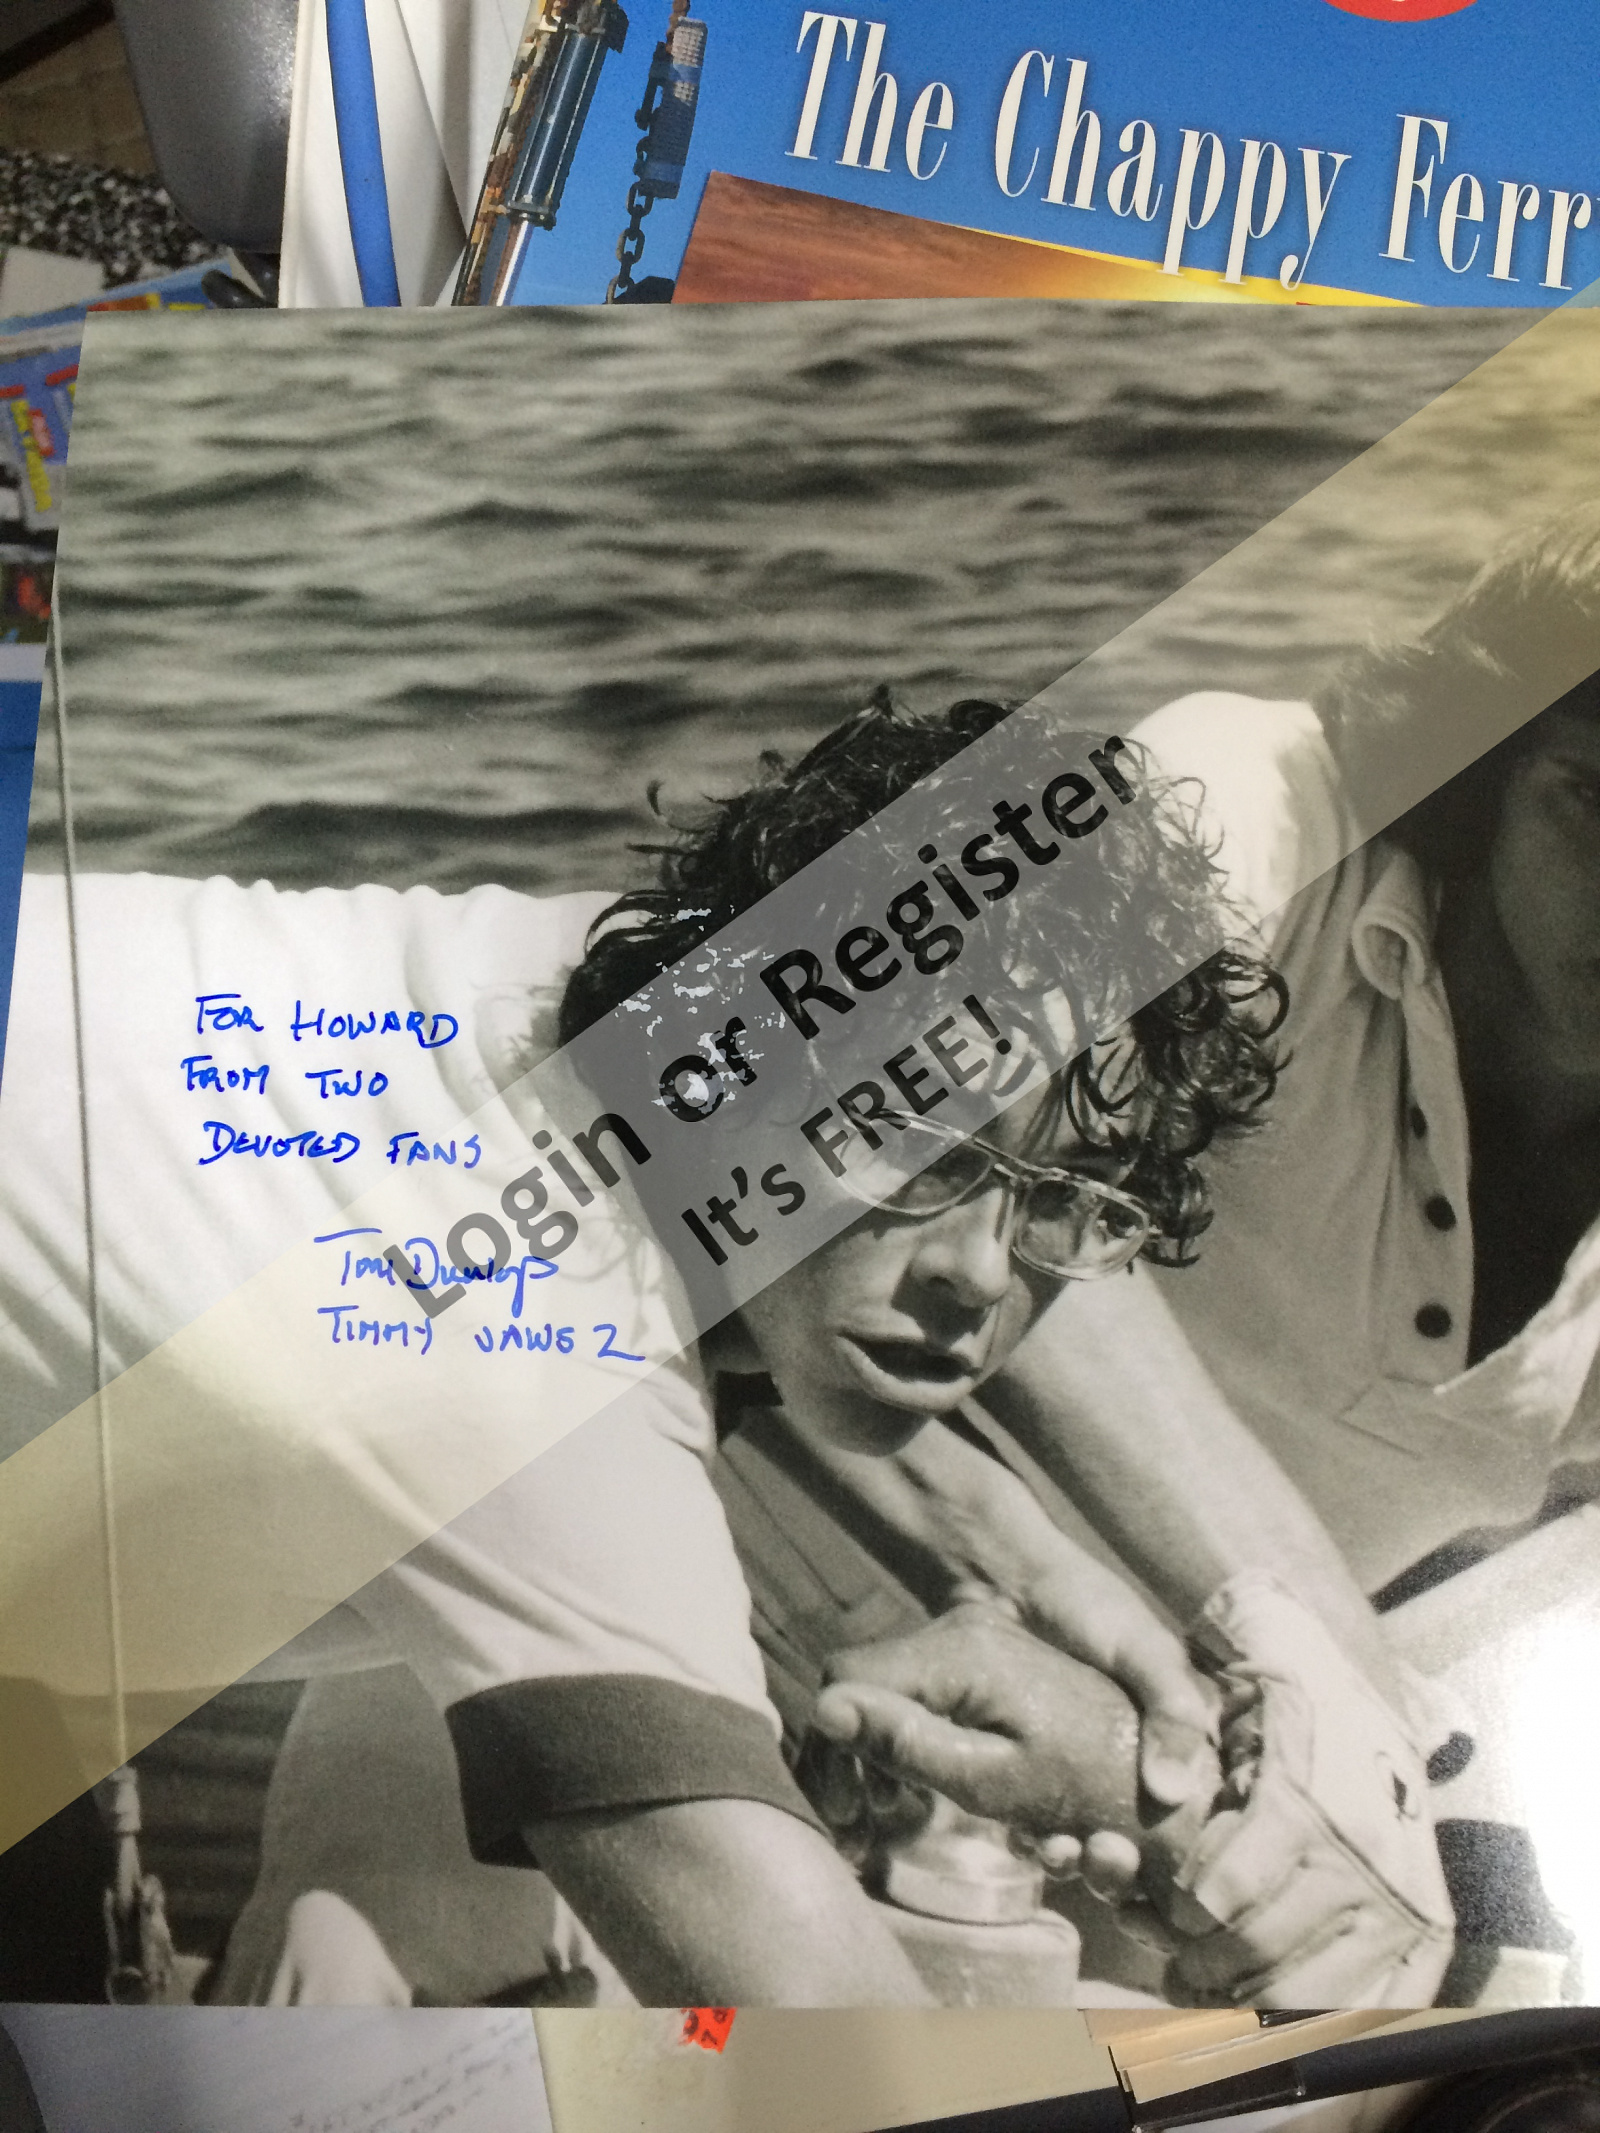 The Chappy Ferr
FOR HOWARD
FROM TWO
DEVOTED FANS
Tom Dunlop
TIMMY JAWS 2
LOgin or Register
It's FREE!